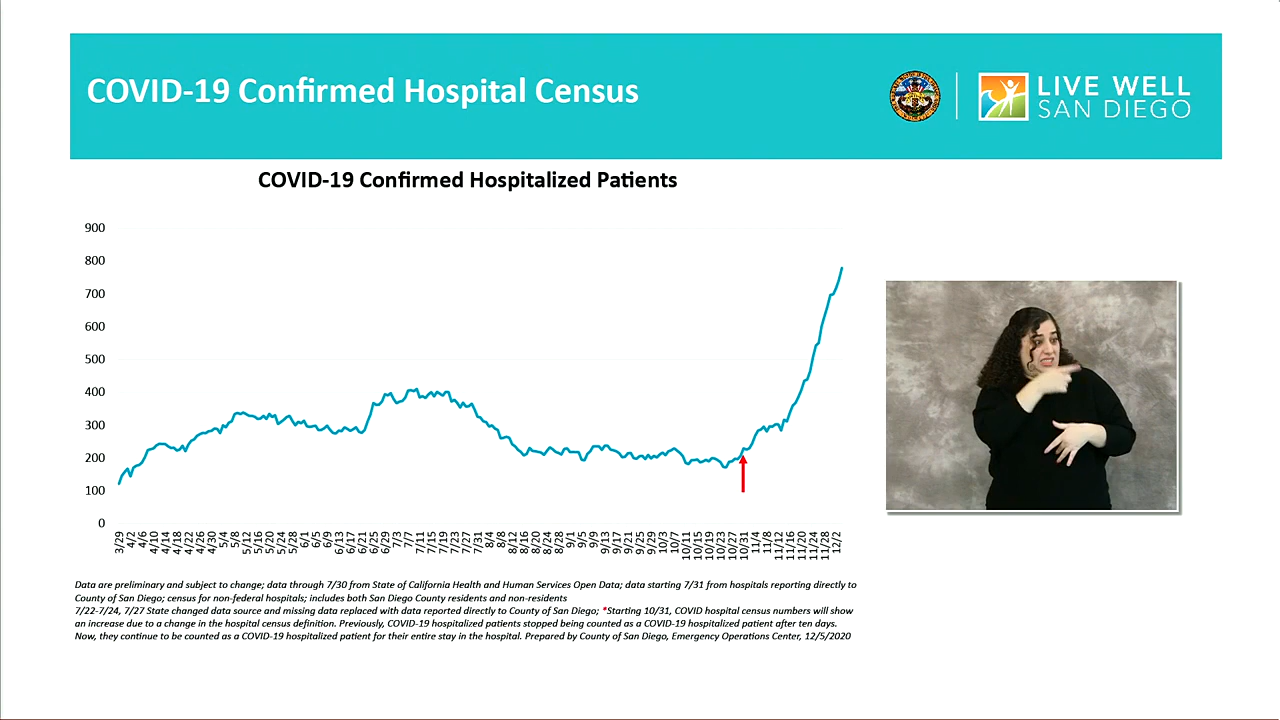 COVID-19 Confirmed Hospital Census
LIVE WELL
SAN DIEGO
COVID-19 Confirmed Hospitalized Patients
900
800
700
600
500
400
300
200
100
0
3/29 4/2 4/6 4/10 4/14 4/18 4/22 4/26 4/30 5/4 5/8 5/12 5/16 5/20 5/24 5/28 6/1 6/5 6/9 6/13 6/17 6/21 6/25 6/29 7/3 7/7 7/11 7/15 7/19 7/23 7/27 7/31 8/4 8/8 8/12 8/16 8/20 8/24 8/28 9/1 9/5 9/9 9/13 9/17 9/21 9/25 9/29 10/3 10/7 10/11 10/15 10/19 10/23 10/27 10/31 11/4 11/8 11/12 11/16 11/20 11/24 11/28 12/2
Data are preliminary and subject to change; data through 7/30 from State of California Health and Human Services Open Data; data starting 7/31 from hospitals reporting directly to
County of San Diego; census for non-federal hospitals; includes both San Diego County residents and non-residents
7/22-7/24, 7/27 State changed data source and missing data replaced with data reported directly to County of San Diego; *Starting 10/31, COVID hospital census numbers will show
an increase due to a change in the hospital census definition. Previously, COVID-19 hospitalized patients stopped being counted as a COVID-19 hospitalized patient after ten days.
Now, they continue to be counted as a COVID-19 hospitalized patient for their entire stay in the hospital. Prepared by County of San Diego, Emergency Operations Center, 12/5/2020